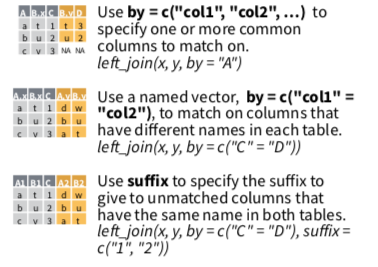 A B.x C B.y D
a t 1 t 3
b u 2 u 2
c v 3 NA NA
Use by = c("col1", "col2", ...) to
specify one or more common
columns to match on.
left_join(x, y, by = "A")
A.x B.x C A.y B.y
a t 1 d w
b u 2 b u
c v 3 a t
Use a named vector, by = c("col1" =
"col2"), to match on columns that
have different names in each table.
left_join(x, y, by = c("C" = "D"))
A1 B1 C A2 B2
a t 1 d w
b u 2 b u
c v 3 a t
Use suffix to specify the suffix to
give to unmatched columns that
have the same name in both tables.
left_join(x, y, by = c("C" = "D"), suffix =
c("1", "2"))